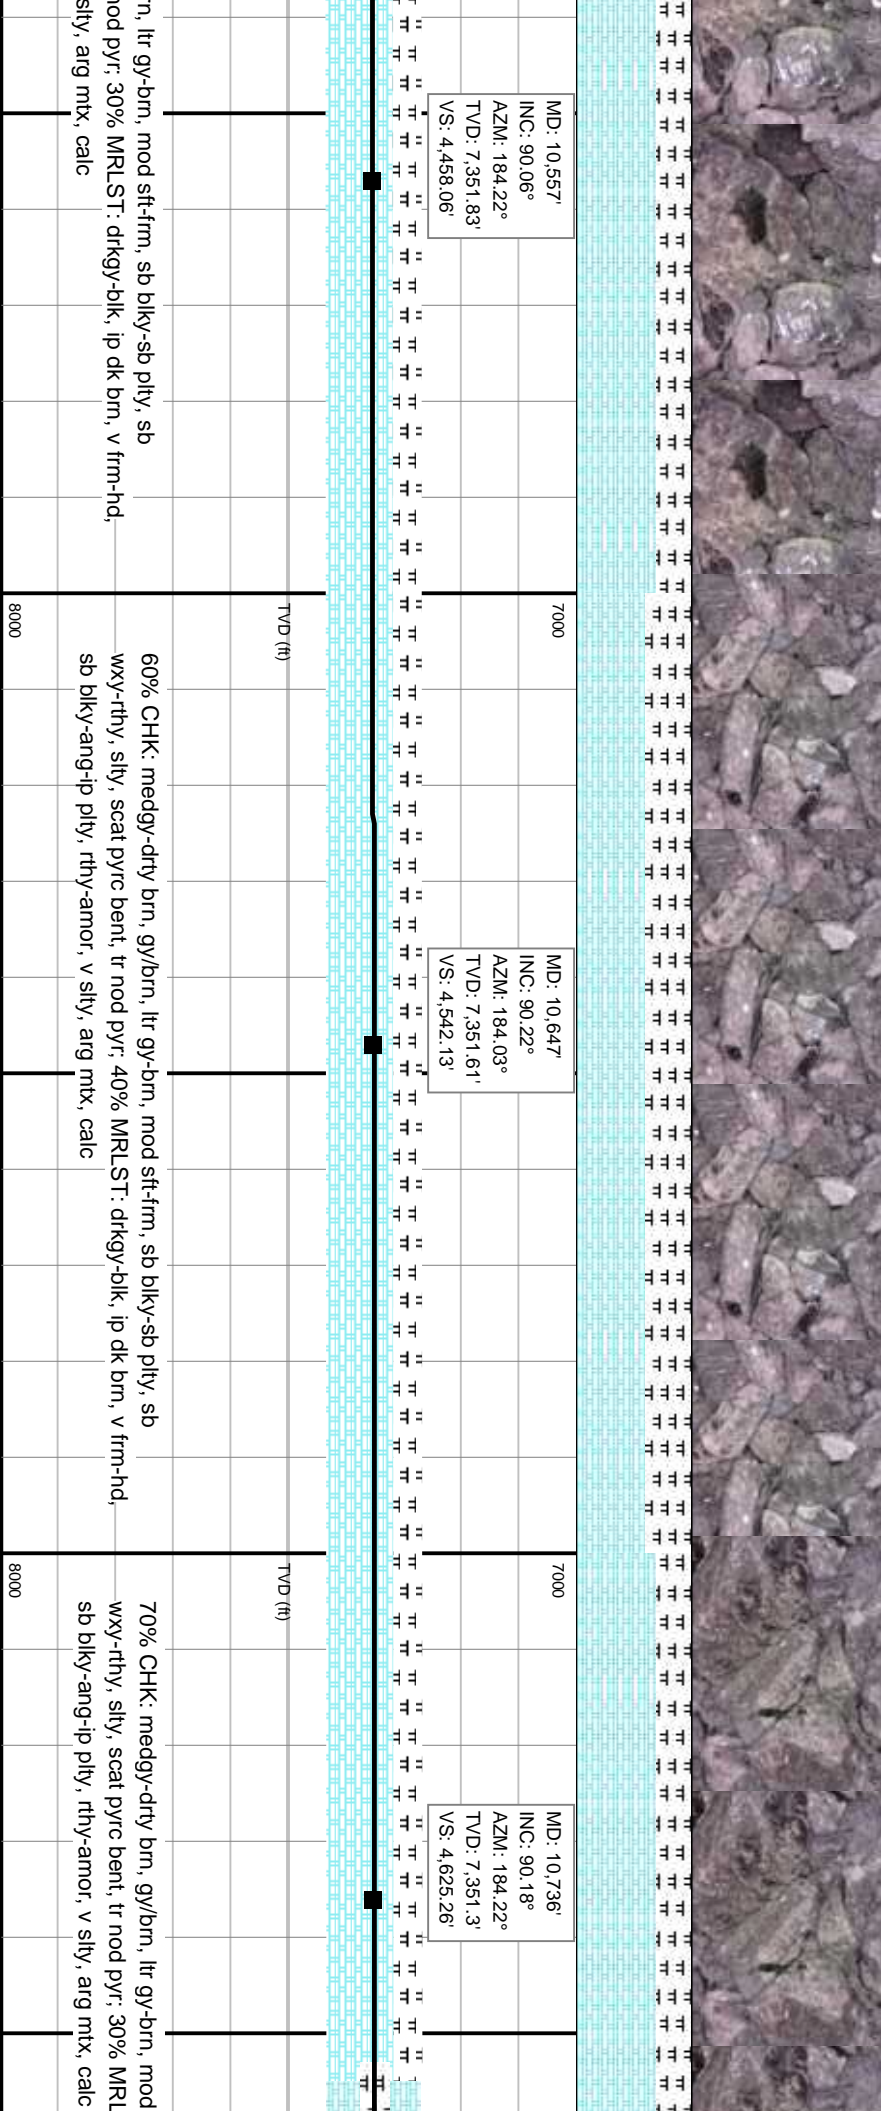 rn, ltr gy-brn, mod sft-frm, sb blky-sb plty, sb
nod pyr; 30% MRLST: drkgy-blk, ip dk brn, v frm-hd,
slty, arg mtx, calc
MD: 10,557'
INC: 90.06°
AZM: 184.22°
TVD: 7,351.83'
VS: 4,458.06'
7000
TVD (ft)
8000
60% CHK: medgy-drty brn, gy/brn, ltr gy-brn, mod sft-frm, sb blky-sb plty, sb
wxy-rthy, slty, scat pyrc bent, tr nod pyr; 40% MRLST: drkgy-blk, ip dk brn, v frm-hd,
sb blky-ang-ip plty, rthy-amor, v slty, arg mtx, calc
MD: 10,647'
INC: 90.22°
AZM: 184.03°
TVD: 7,351.61'
VS: 4,542.13'
7000
TVD (ft)
8000
70% CHK: medgy-drty brn, gy/brn, ltr gy-brn, mod
wxy-rthy, slty, scat pyrc bent, tr nod pyr; 30% MRL
sb blky-ang-ip plty, rthy-amor, v slty, arg mtx, calc
MD: 10,736'
INC: 90.18°
AZM: 184.22°
TVD: 7,351.3'
VS: 4,625.26'